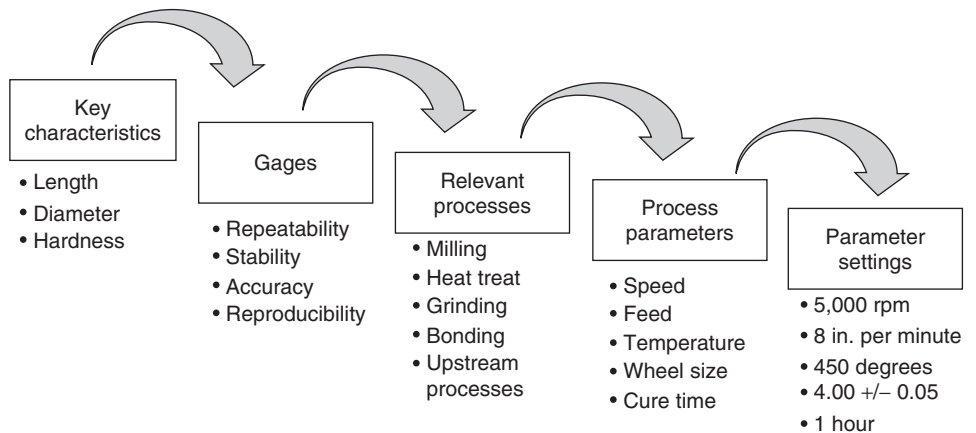 Key
characteristics
• Length
• Diameter
• Hardness
Gages
• Repeatability
• Stability
• Accuracy
• Reproducibility
Relevant
processes
• Milling
• Heat treat
• Grinding
• Bonding
• Upstream
processes
Process
parameters
• Speed
• Feed
• Temperature
• Wheel size
• Cure time
Parameter
settings
• 5,000 rpm
• 8 in. per minute
• 450 degrees
• 4.00 +/– 0.05
• 1 hour